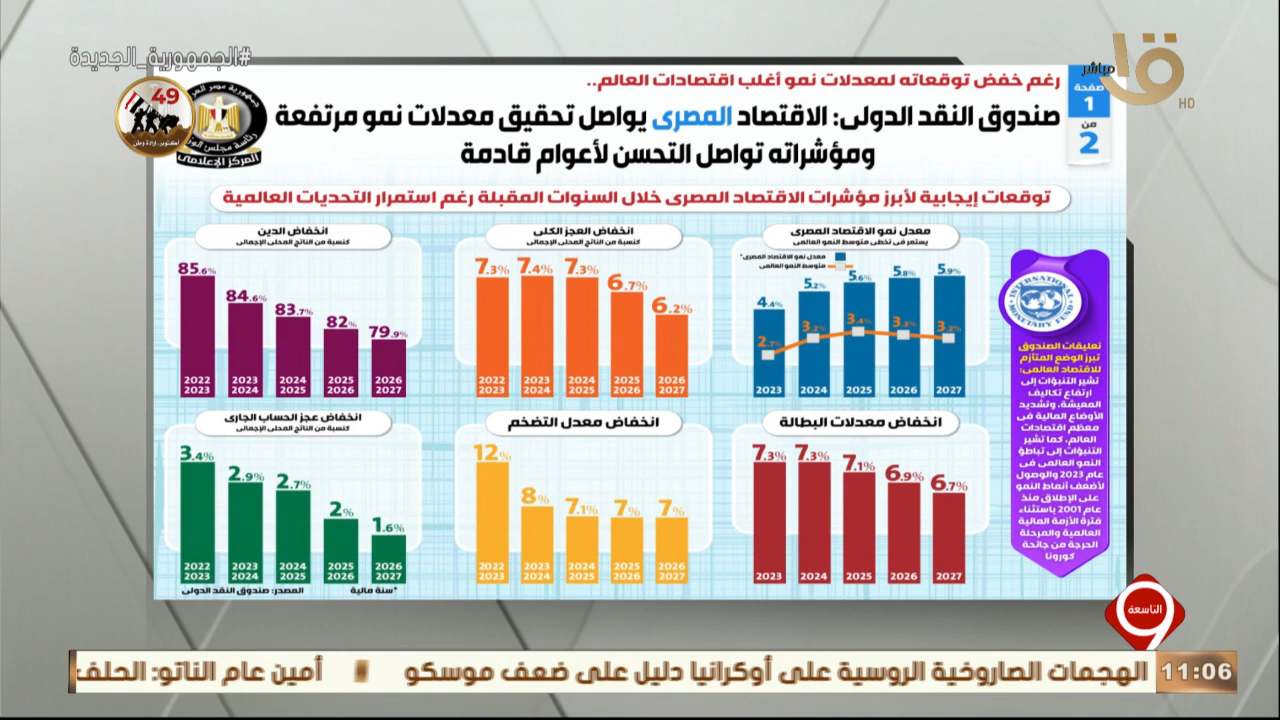 #الجمهورية_الجديدة
مباشر
HD
49
أكتوبر.. إرادة وطن
المركز الإعلامى
صفحة
1
من
2
رغم خفض توقعاته لمعدلات نمو أغلب اقتصادات العالم..
صندوق النقد الدولى: الاقتصاد المصرى يواصل تحقيق معدلات نمو مرتفعة
ومؤشراته تواصل التحسن لأعوام قادمة
توقعات إيجابية لأبرز مؤشرات الاقتصاد المصرى خلال السنوات المقبلة رغم استمرار التحديات العالمية
INTERNATIONAL MONETARY FUND
تعليقات الصندوق
تبرز الوضع المتأزم
للاقتصاد العالمى:
تشير التنبؤات إلى
ارتفاع تكاليف
المعيشة، وتشديد
الأوضاع المالية فى
معظم اقتصادات
العالم، كما تشير
التنبؤات إلى تباطؤ
النمو العالمى فى
عام 2023 والوصول
لأضعف أنماط النمو
على الإطلاق منذ
عام 2001 باستثناء
فترة الأزمة المالية
العالمية والمرحلة
الحرجة من جائحة
كورونا
معدل نمو الاقتصاد المصرى
يستمر فى تخطى متوسط النمو العالمى
معدل نمو الاقتصاد المصرى*
متوسط النمو العالمى
4.4% 5.2% 5.6% 5.8% 5.9%
2.7% 3.2% 3.4% 3.3% 3.2%
2023 2024 2025 2026 2027
انخفاض العجز الكلى
كنسبة من الناتج المحلى الإجمالى
7.3% 7.4% 7.3% 6.7% 6.2%
2022 2023 2024 2025 2026
2023 2024 2025 2026 2027
انخفاض الدين
كنسبة من الناتج المحلى الإجمالى
85.6% 84.6% 83.7% 82% 79.9%
2022 2023 2024 2025 2026
2023 2024 2025 2026 2027
انخفاض معدلات البطالة
7.3% 7.3% 7.1% 6.9% 6.7%
2023 2024 2025 2026 2027
انخفاض معدل التضخم
12% 8% 7.1% 7% 7%
2022 2023 2024 2025 2026
2023 2024 2025 2026 2027
انخفاض عجز الحساب الجارى
كنسبة من الناتج المحلى الإجمالى
3.4% 2.9% 2.7% 2% 1.6%
2022 2023 2024 2025 2026
2023 2024 2025 2026 2027
*سنة مالية
المصدر: صندوق النقد الدولى
التاسعة
9
11:06
الهجمات الصاروخية الروسية على أوكرانيا دليل على ضعف موسكو
أمين عام الناتو: الحلف